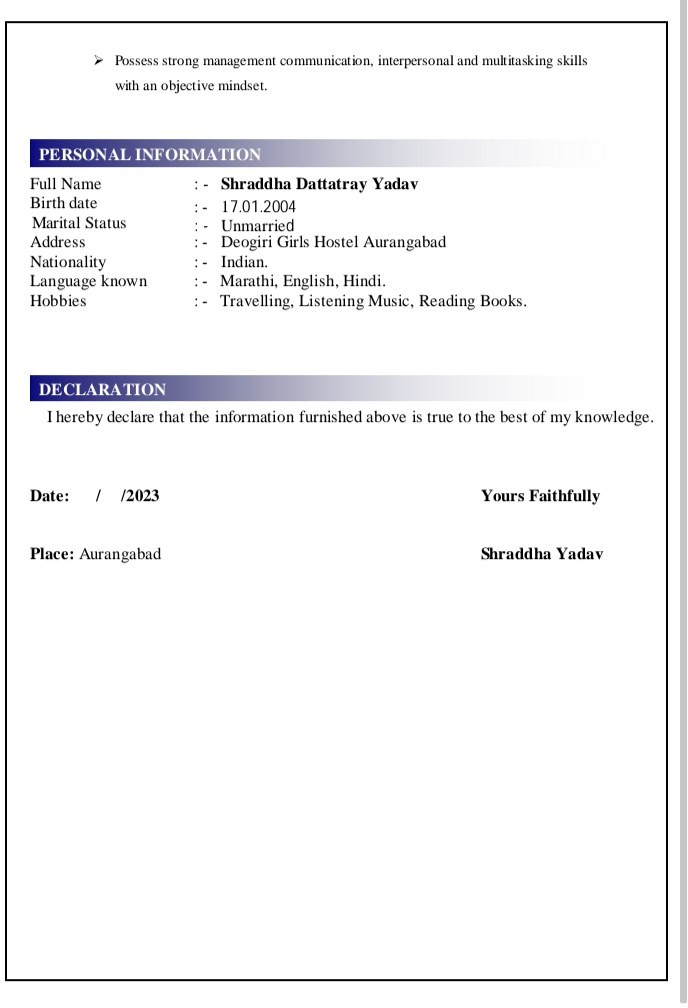 ➢ Possess strong management communication, interpersonal and multitasking skills
with an objective mindset.
PERSONAL INFORMATION
Full Name : - Shraddha Dattatray Yadav
Birth date : - 17.01.2004
Marital Status : - Unmarried
Address : - Deogiri Girls Hostel Aurangabad
Nationality : - Indian.
Language known : - Marathi, English, Hindi.
Hobbies : - Travelling, Listening Music, Reading Books.
DECLARATION
I hereby declare that the information furnished above is true to the best of my knowledge.
Date: / /2023 Yours Faithfully
Place: Aurangabad Shraddha Yadav